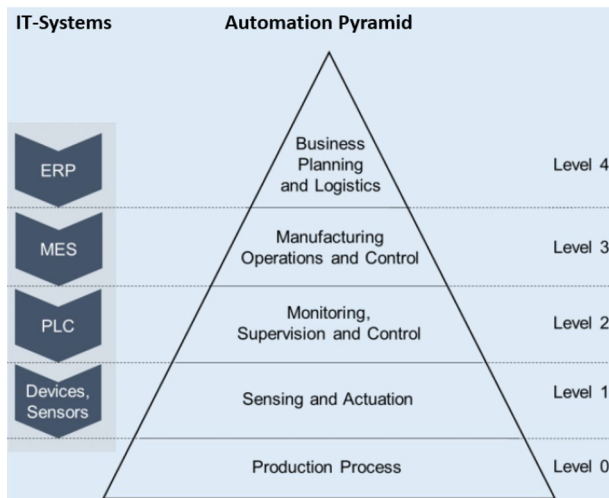 IT-Systems
Automation Pyramid
ERP
Business
Planning
and Logistics
Level 4
MES
Manufacturing
Operations and Control
Level 3
PLC
Monitoring,
Supervision and Control
Level 2
Devices,
Sensors
Sensing and Actuation
Level 1
Production Process
Level 0